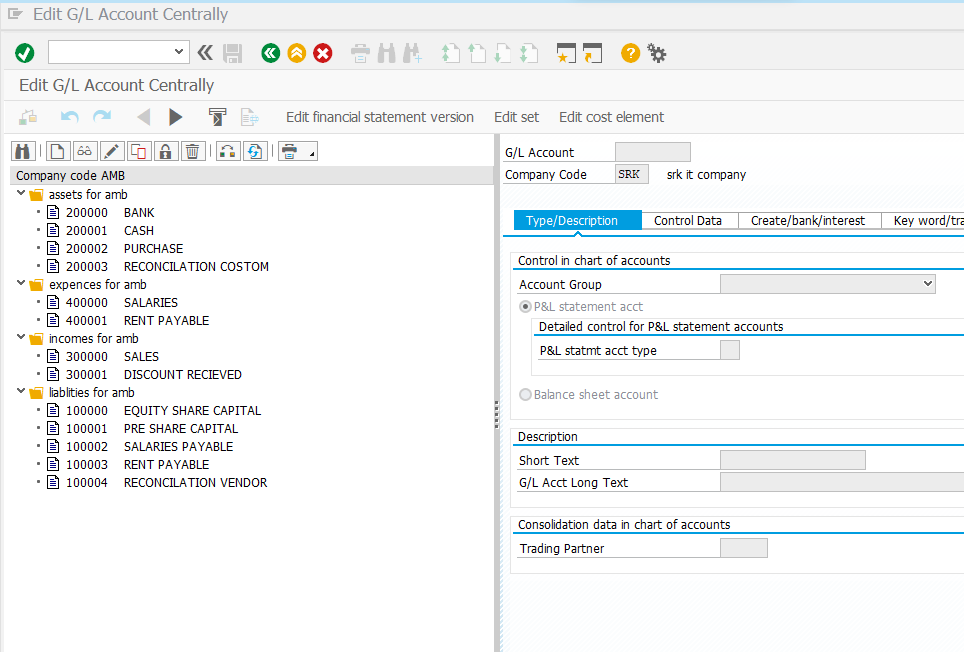 Edit G/L Account Centrally
Edit G/L Account Centrally
Edit financial statement version Edit set Edit cost element
Company code AMB
assets for amb
200000 BANK
200001 CASH
200002 PURCHASE
200003 RECONCILATION COSTOM
expences for amb
400000 SALARIES
400001 RENT PAYABLE
incomes for amb
300000 SALES
300001 DISCOUNT RECIEVED
liablities for amb
100000 EQUITY SHARE CAPITAL
100001 PRE SHARE CAPITAL
100002 SALARIES PAYABLE
100003 RENT PAYABLE
100004 RECONCILATION VENDOR
G/L Account
Company Code SRK srk it company
Type/Description Control Data Create/bank/interest Key word/tra
Control in chart of accounts
Account Group
P&L statement acct
Detailed control for P&L statement accounts
P&L statmt acct type
Balance sheet account
Description
Short Text
G/L Acct Long Text
Consolidation data in chart of accounts
Trading Partner